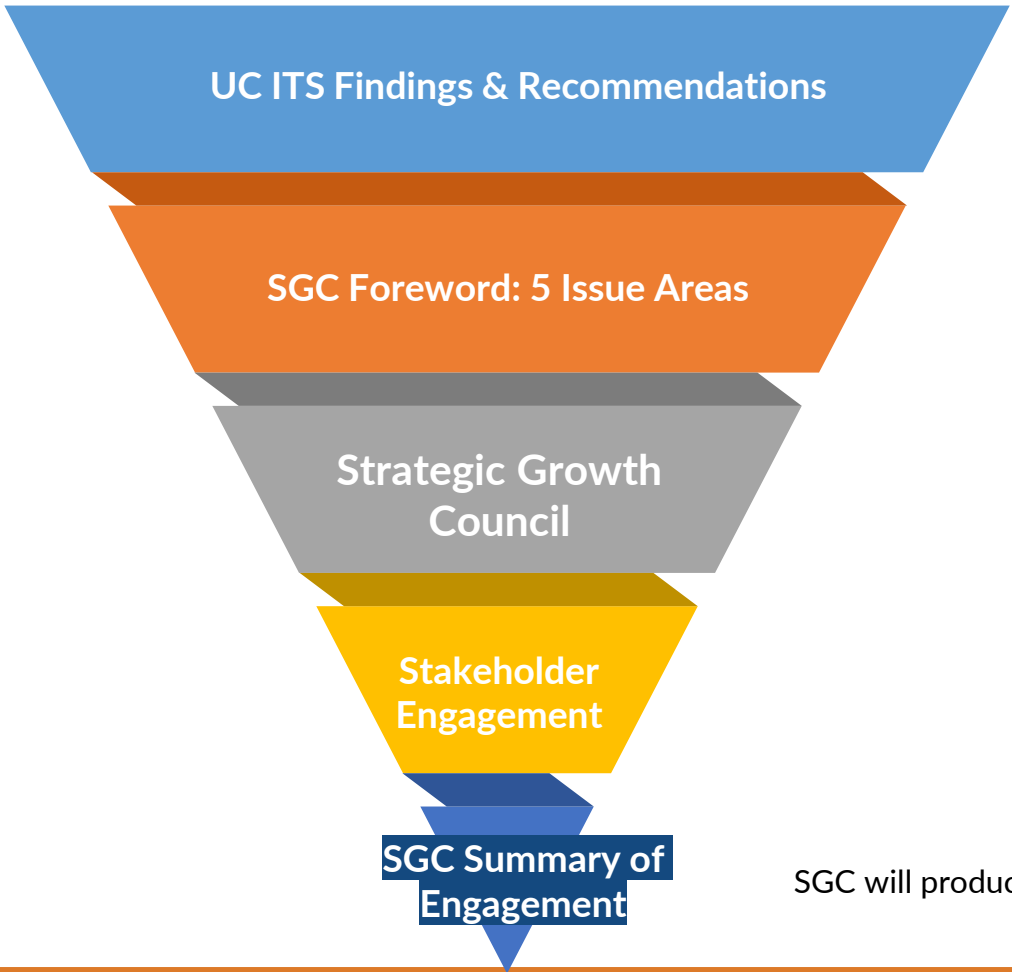 UC ITS Findings & Recommendations
SGC Foreword: 5 Issue Areas
Strategic Growth
Council
Stakeholder
Engagement
SGC Summary of
Engagement
SGC will